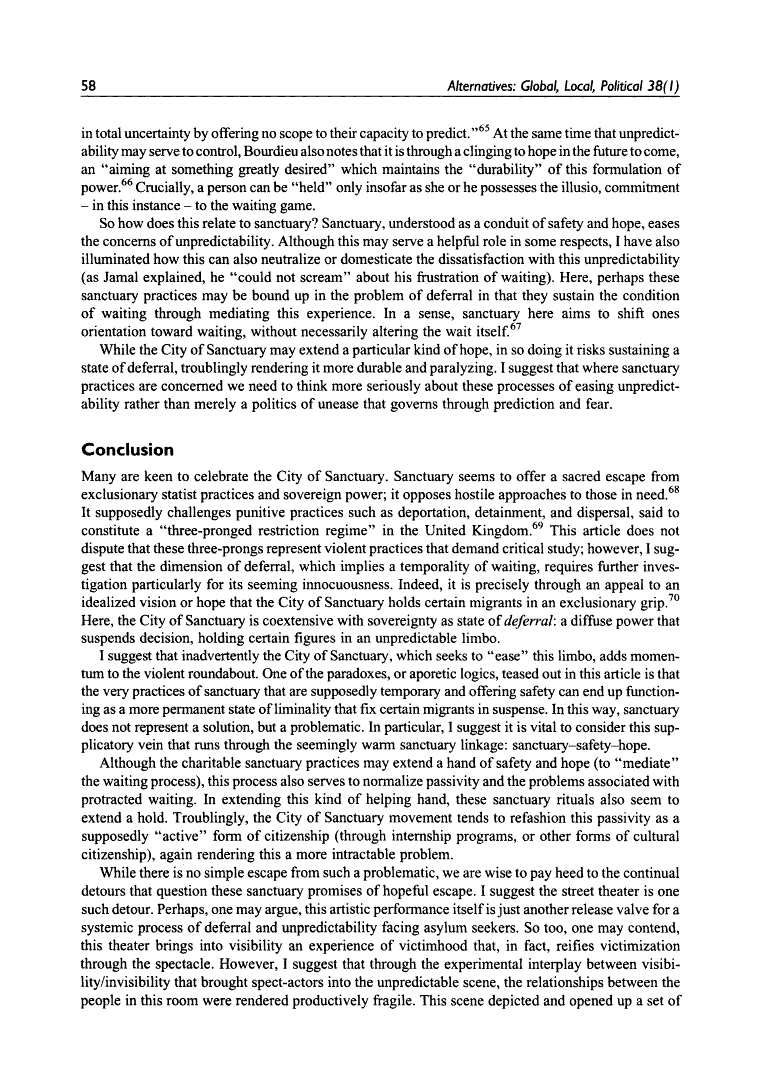 58
Alternatives: Global, Local, Political 38(1)
in total uncertainty by offering no scope to their capacity to predict.”65 At the same time that unpredict-
ability may serve to control, Bourdieu also notes that it is through a clinging to hope in the future to come,
an “aiming at something greatly desired” which maintains the “durability” of this formulation of
power.66 Crucially, a person can be “held” only insofar as she or he possesses the illusio, commitment
– in this instance – to the waiting game.
So how does this relate to sanctuary? Sanctuary, understood as a conduit of safety and hope, eases
the concerns of unpredictability. Although this may serve a helpful role in some respects, I have also
illuminated how this can also neutralize or domesticate the dissatisfaction with this unpredictability
(as Jamal explained, he “could not scream” about his frustration of waiting). Here, perhaps these
sanctuary practices may be bound up in the problem of deferral in that they sustain the condition
of waiting through mediating this experience. In a sense, sanctuary here aims to shift ones
orientation toward waiting, without necessarily altering the wait itself.67
While the City of Sanctuary may extend a particular kind of hope, in so doing it risks sustaining a
state of deferral, troublingly rendering it more durable and paralyzing. I suggest that where sanctuary
practices are concerned we need to think more seriously about these processes of easing unpredict-
ability rather than merely a politics of unease that governs through prediction and fear.
Conclusion
Many are keen to celebrate the City of Sanctuary. Sanctuary seems to offer a sacred escape from
exclusionary statist practices and sovereign power; it opposes hostile approaches to those in need.68
It supposedly challenges punitive practices such as deportation, detainment, and dispersal, said to
constitute a “three-pronged restriction regime” in the United Kingdom.69 This article does not
dispute that these three-prongs represent violent practices that demand critical study; however, I sug-
gest that the dimension of deferral, which implies a temporality of waiting, requires further inves-
tigation particularly for its seeming innocuousness. Indeed, it is precisely through an appeal to an
idealized vision or hope that the City of Sanctuary holds certain migrants in an exclusionary grip.70
Here, the City of Sanctuary is coextensive with sovereignty as state of deferral: a diffuse power that
suspends decision, holding certain figures in an unpredictable limbo.
I suggest that inadvertently the City of Sanctuary, which seeks to “ease” this limbo, adds momen-
tum to the violent roundabout. One of the paradoxes, or aporetic logics, teased out in this article is that
the very practices of sanctuary that are supposedly temporary and offering safety can end up function-
ing as a more permanent state of liminality that fix certain migrants in suspense. In this way, sanctuary
does not represent a solution, but a problematic. In particular, I suggest it is vital to consider this sup-
plicatory vein that runs through the seemingly warm sanctuary linkage: sanctuary–safety–hope.
Although the charitable sanctuary practices may extend a hand of safety and hope (to “mediate”
the waiting process), this process also serves to normalize passivity and the problems associated with
protracted waiting. In extending this kind of helping hand, these sanctuary rituals also seem to
extend a hold. Troublingly, the City of Sanctuary movement tends to refashion this passivity as a
supposedly “active” form of citizenship (through internship programs, or other forms of cultural
citizenship), again rendering this a more intractable problem.
While there is no simple escape from such a problematic, we are wise to pay heed to the continual
detours that question these sanctuary promises of hopeful escape. I suggest the street theater is one
such detour. Perhaps, one may argue, this artistic performance itself is just another release valve for a
systemic process of deferral and unpredictability facing asylum seekers. So too, one may contend,
this theater brings into visibility an experience of victimhood that, in fact, reifies victimization
through the spectacle. However, I suggest that through the experimental interplay between visibi-
lity/invisibility that brought spect-actors into the unpredictable scene, the relationships between the
people in this room were rendered productively fragile. This scene depicted and opened up a set of